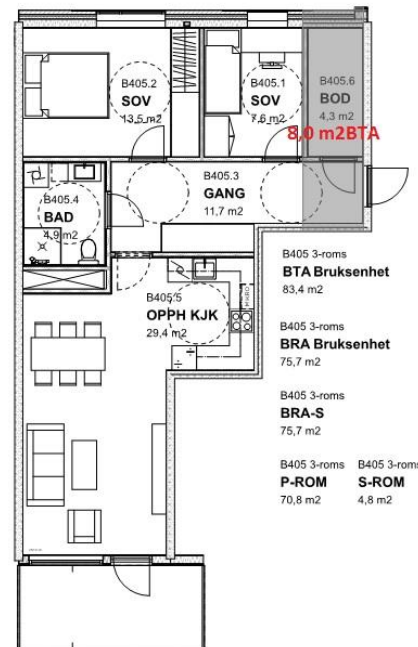 B405.2
SOV
13,5 m2
B405.1
SOV
7,6 m2
B405.6
BOD
4,3 m2
8,0 m2BTA
B405.3
GANG
11,7 m2
B405.4
BAD
4,9 m2
B405.5
OPPH KJK
29,4 m2
MIKRO
B405 3-roms
BTA Bruksenhet
83,4 m2
B405 3-roms
BRA Bruksenhet
75,7 m2
B405 3-roms
BRA-S
75,7 m2
B405 3-roms B405 3-roms
P-ROM S-ROM
70,8 m2 4,8 m2